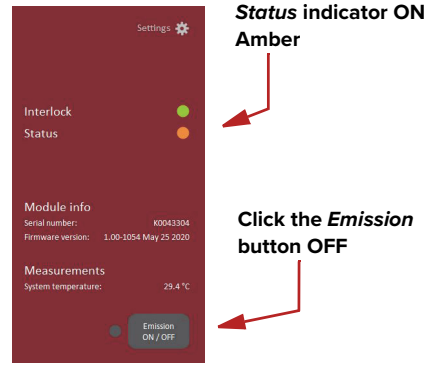 Settings
Status indicator ON
Amber
Interlock
Status
Module info
Serial number: K0043304
Firmware version: 1.00-1054 May 25 2020
Click the Emission
button OFF
Measurements
System temperature: 29.4 °C
Emission
ON / OFF